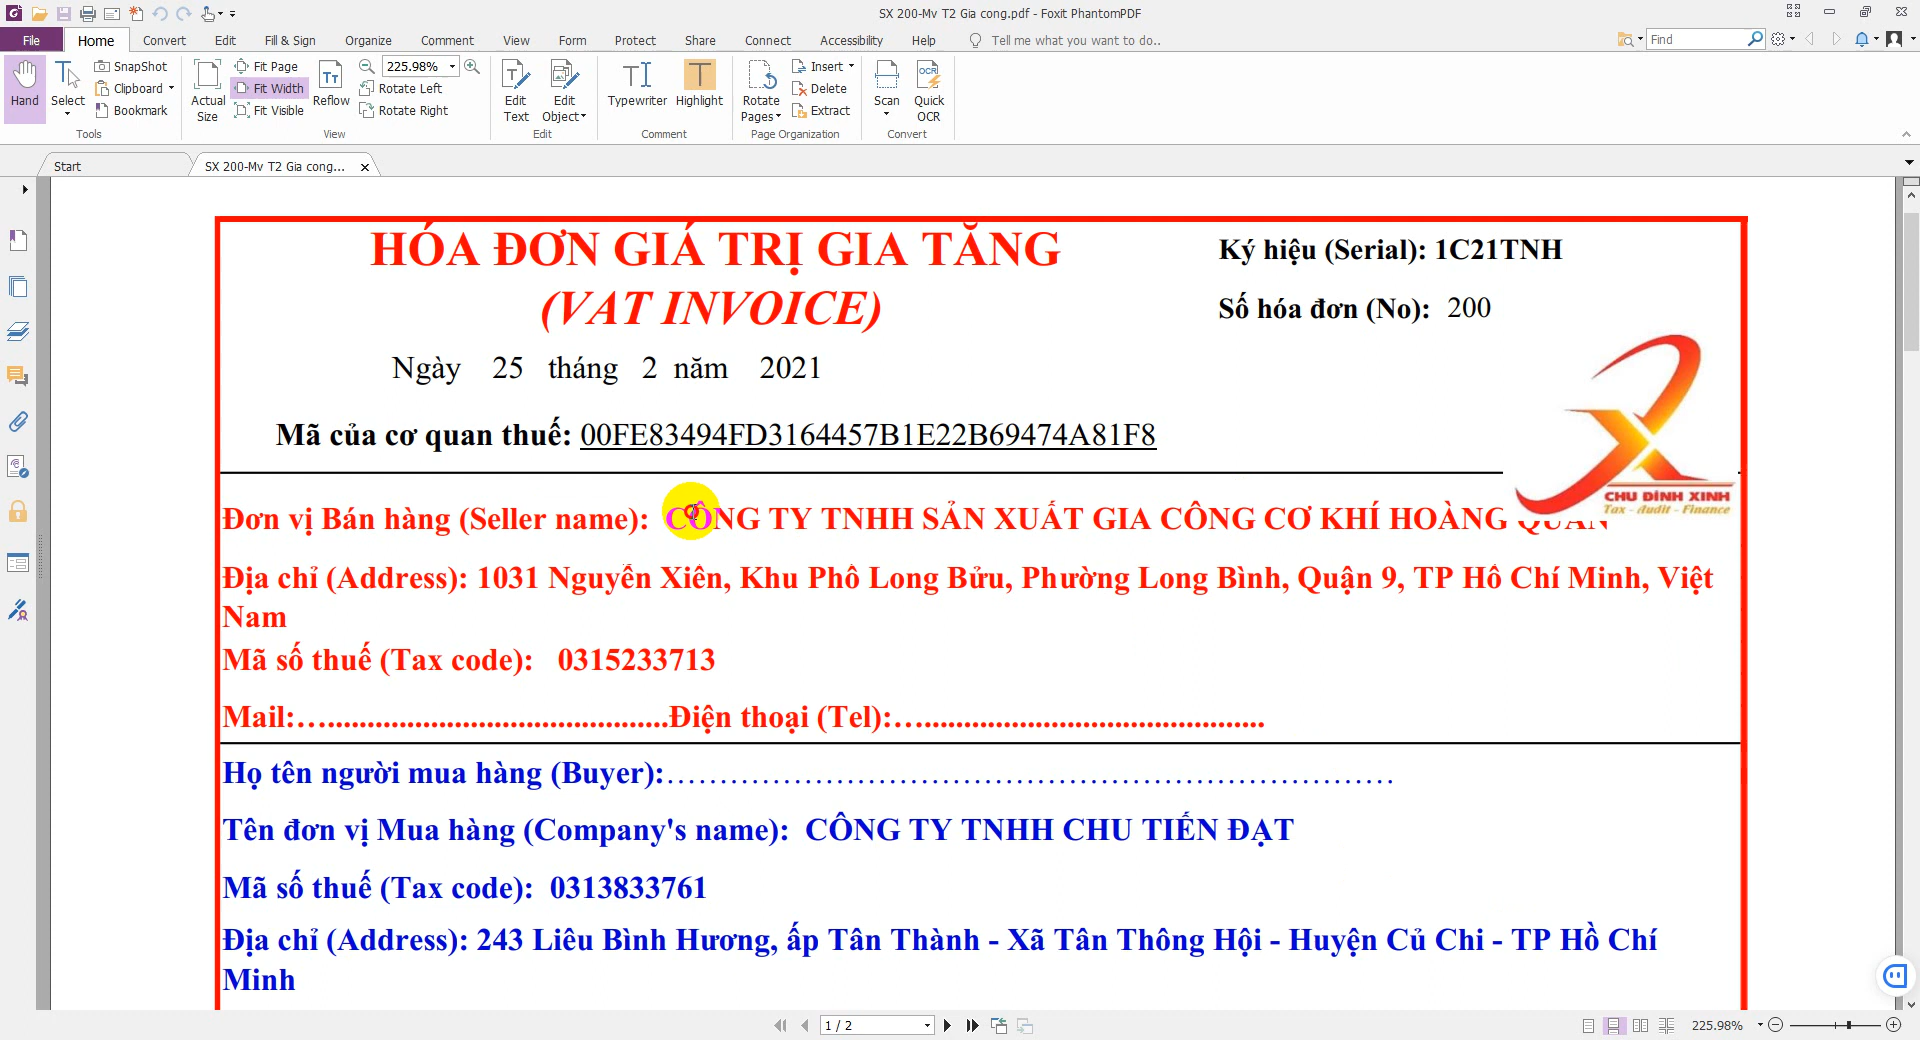 SX 200-Mv T2 Gia cong.pdf - Foxit PhantomPDF
File Home Convert Edit Fill & Sign Organize Comment View Form Protect Share Connect Accessibility Help Tell me what you want to do.. Find
Hand
Select
SnapShot
Clipboard
Bookmark
Tools
Actual Size
Fit Page
Fit Width
Fit Visible
Reflow
225.98%
Rotate Left
Rotate Right
View
Edit Text
Edit Object
Edit
Typewriter
Highlight
Comment
Rotate Pages
Insert
Delete
Extract
Page Organization
Scan
Quick OCR
Convert
Start
SX 200-Mv T2 Gia cong...
HÓA ĐƠN GIÁ TRỊ GIA TĂNG
(VAT INVOICE)
Ngày 25 tháng 2 năm 2021
Ký hiệu (Serial): 1C21TNH
Số hóa đơn (No): 200
Mã của cơ quan thuế: 00FE83494FD3164457B1E22B69474A81F8
CHU ĐÌNH XINH
Tax - Audit - Finance
Đơn vị Bán hàng (Seller name): CÔNG TY TNHH SẢN XUẤT GIA CÔNG CƠ KHÍ HOÀNG QUÂN
Địa chỉ (Address): 1031 Nguyễn Xiên, Khu Phố Long Bửu, Phường Long Bình, Quận 9, TP Hồ Chí Minh, Việt
Nam
Mã số thuế (Tax code): 0315233713
Mail:…...........................................Điện thoại (Tel):…...........................................
Họ tên người mua hàng (Buyer):……………………………………………………………
Tên đơn vị Mua hàng (Company's name): CÔNG TY TNHH CHU TIẾN ĐẠT
Mã số thuế (Tax code): 0313833761
Địa chỉ (Address): 243 Liêu Bình Hương, ấp Tân Thành - Xã Tân Thông Hội - Huyện Củ Chi - TP Hồ Chí
Minh
1 / 2
225.98%